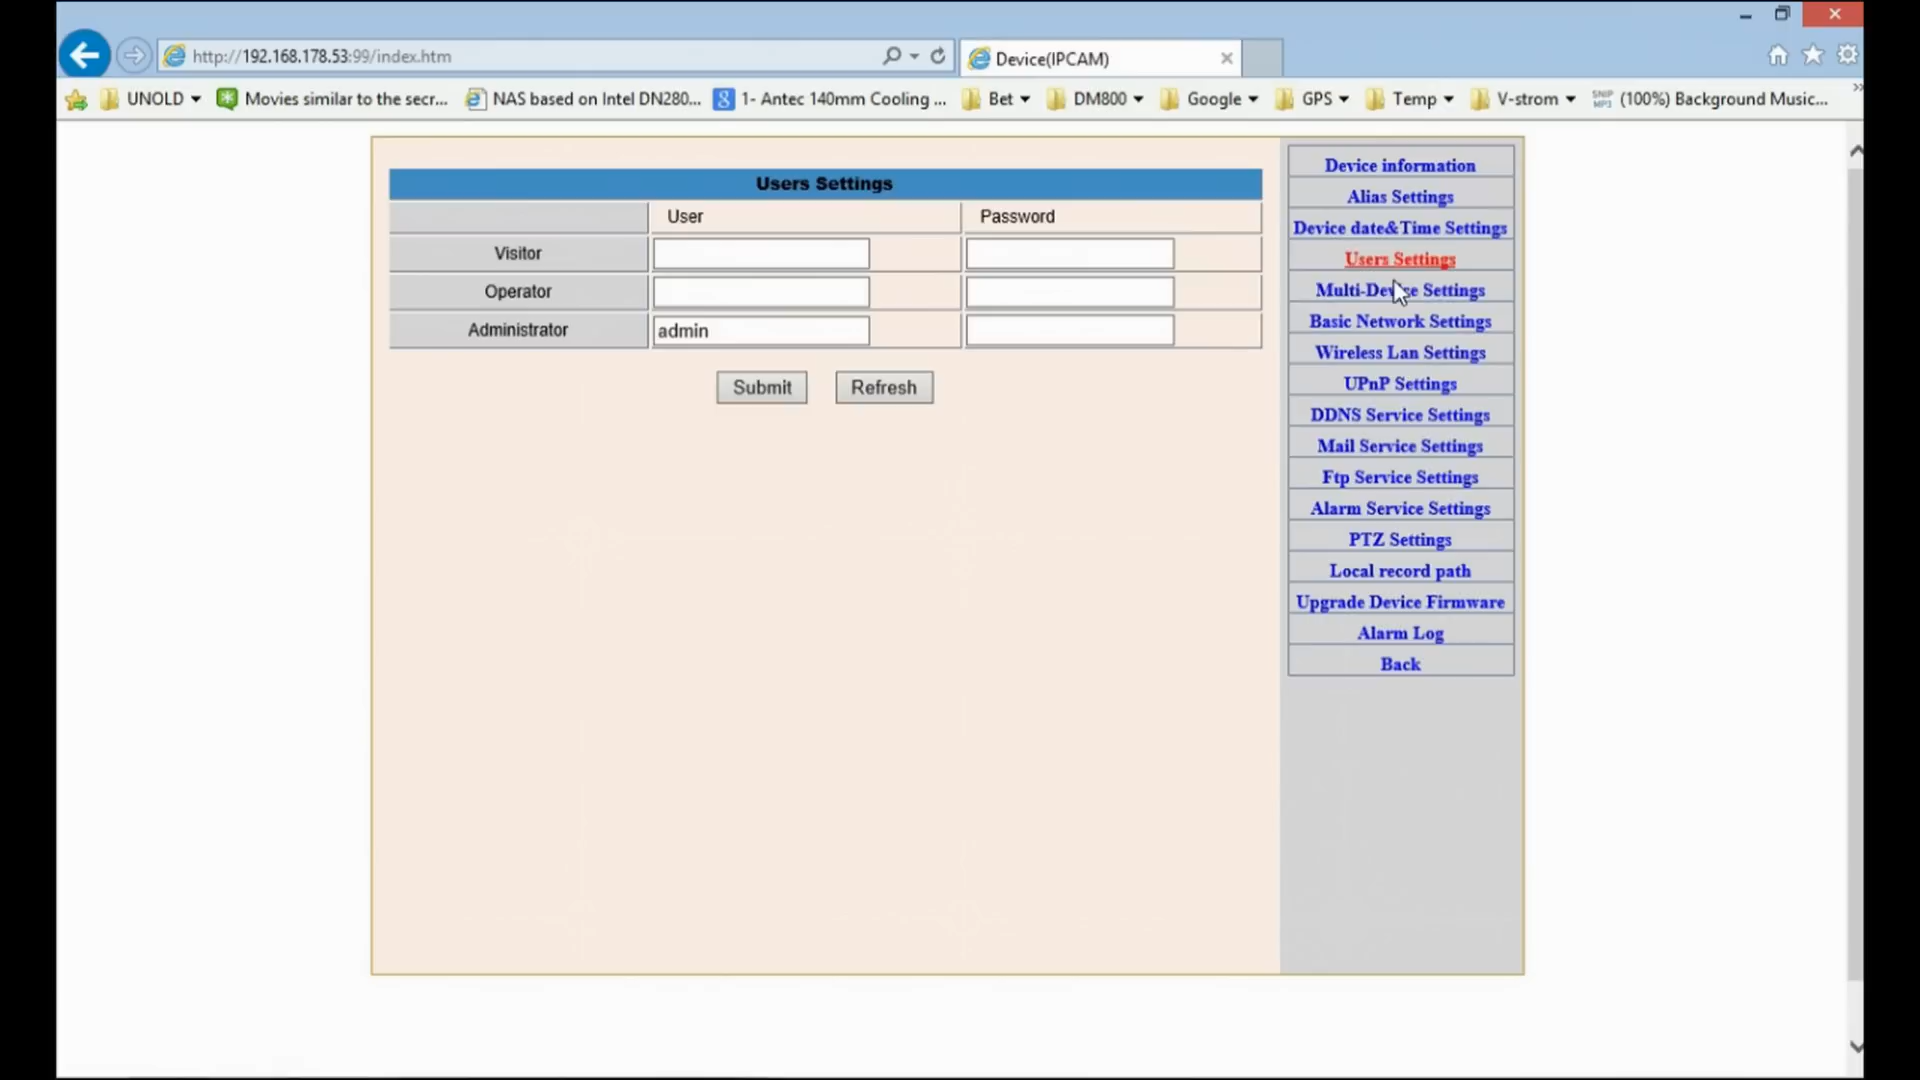 http://192.168.178.53:99/index.htm
Device(IPCAM)
UNOLD
Movies similar to the secr...
NAS based on Intel DN280...
1- Antec 140mm Cooling ...
Bet
DM800
Google
GPS
Temp
V-strom
SNIP MP3
(100%) Background Music...
Users Settings
User Password
Visitor
Operator
Administrator admin
Submit Refresh
Device information
Alias Settings
Device date&Time Settings
Users Settings
Multi-Device Settings
Basic Network Settings
Wireless Lan Settings
UPnP Settings
DDNS Service Settings
Mail Service Settings
Ftp Service Settings
Alarm Service Settings
PTZ Settings
Local record path
Upgrade Device Firmware
Alarm Log
Back